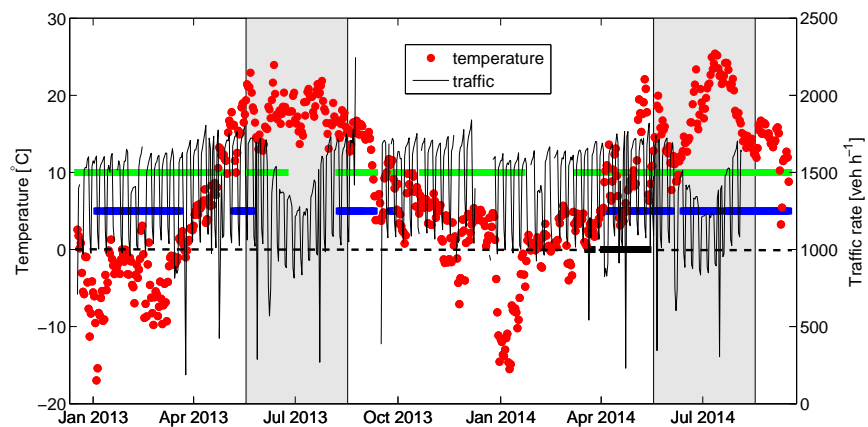 30
20
10
0
−10
−20
Temperature [°C]
temperature
traffic
2500
2000
1500
1000
500
0
Traffic rate [veh h⁻¹]
Jan 2013 Apr 2013 Jul 2013 Oct 2013 Jan 2014 Apr 2014 Jul 2014